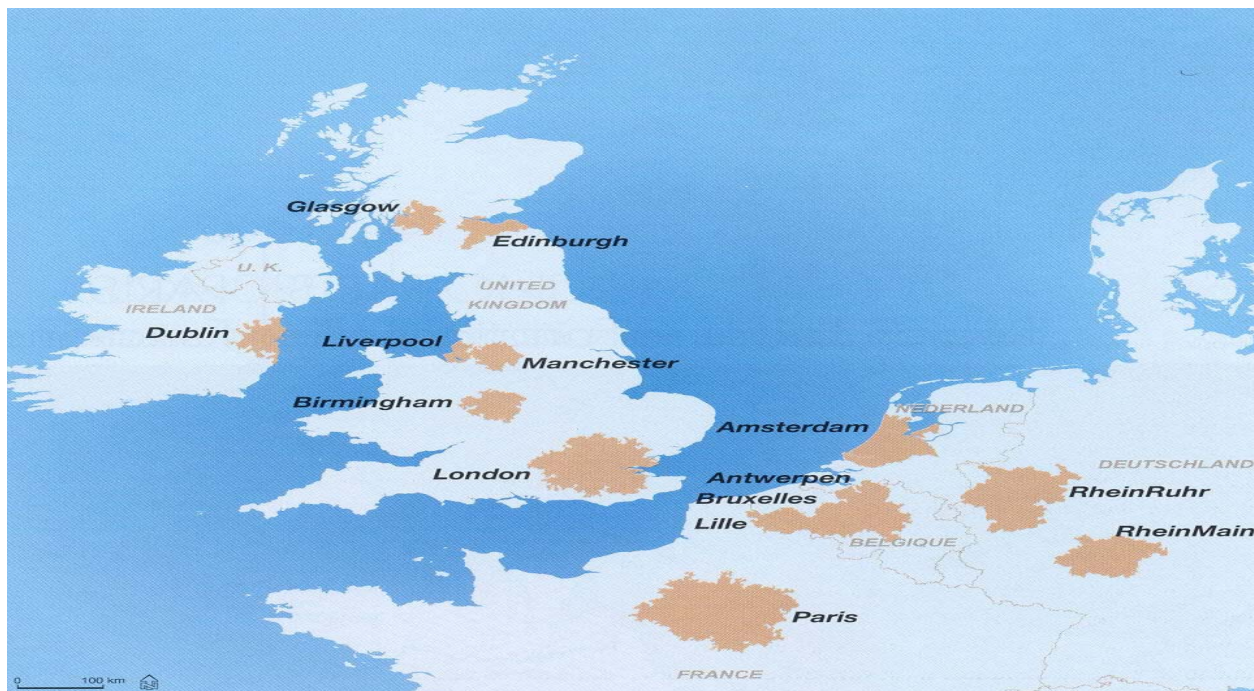 Glasgow
Edinburgh
U. K.
UNITED
KINGDOM
IRELAND
Dublin
Liverpool
Manchester
Birmingham
NEDERLAND
Amsterdam
London
Antwerpen
DEUTSCHLAND
Bruxelles
RheinRuhr
Lille
RheinMain
BELGIQUE
Paris
FRANCE
0 100 km